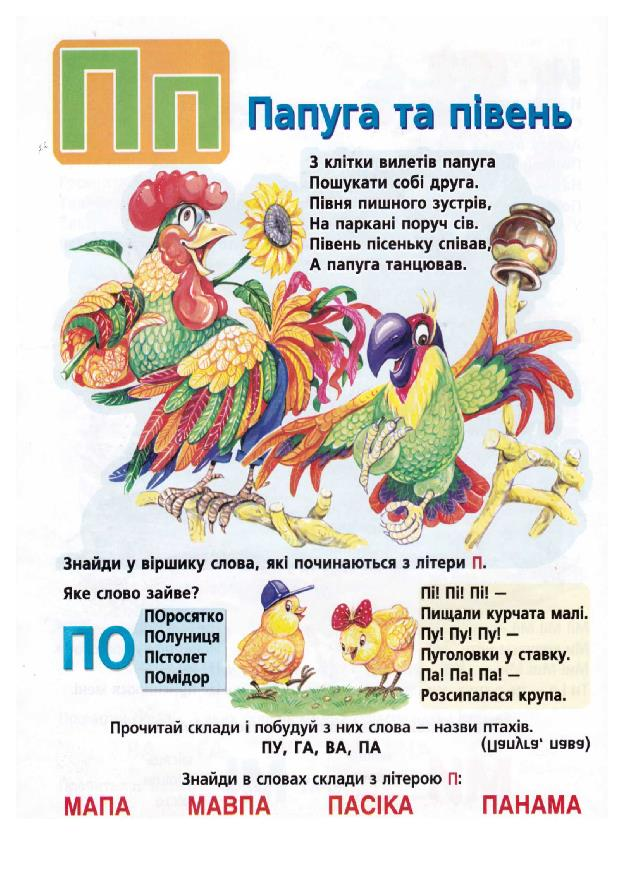 Пп
Папуга та півень
З клітки вилетів папуга
Пошукати собі друга.
Півня пишного зустрів,
На паркані поруч сів.
Півень пісеньку співав,
А папуга танцював.
Знайди у віршику слова, які починаються з літери П.
Яке слово зайве?
ПО
ПОросятко
ПОлуниця
ПІстолет
ПОмідор
Пі! Пі! Пі! —
Пищали курчата малі.
Пу! Пу! Пу! —
Пуголовки у ставку.
Па! Па! Па! —
Розсипалася крупа.
Прочитай склади і побудуй з них слова — назви птахів.
ПУ, ГА, ВА, ПА
(Папуга, пава)
Знайди в словах склади з літерою П:
МАПА МАВПА ПАСІКА ПАНАМА